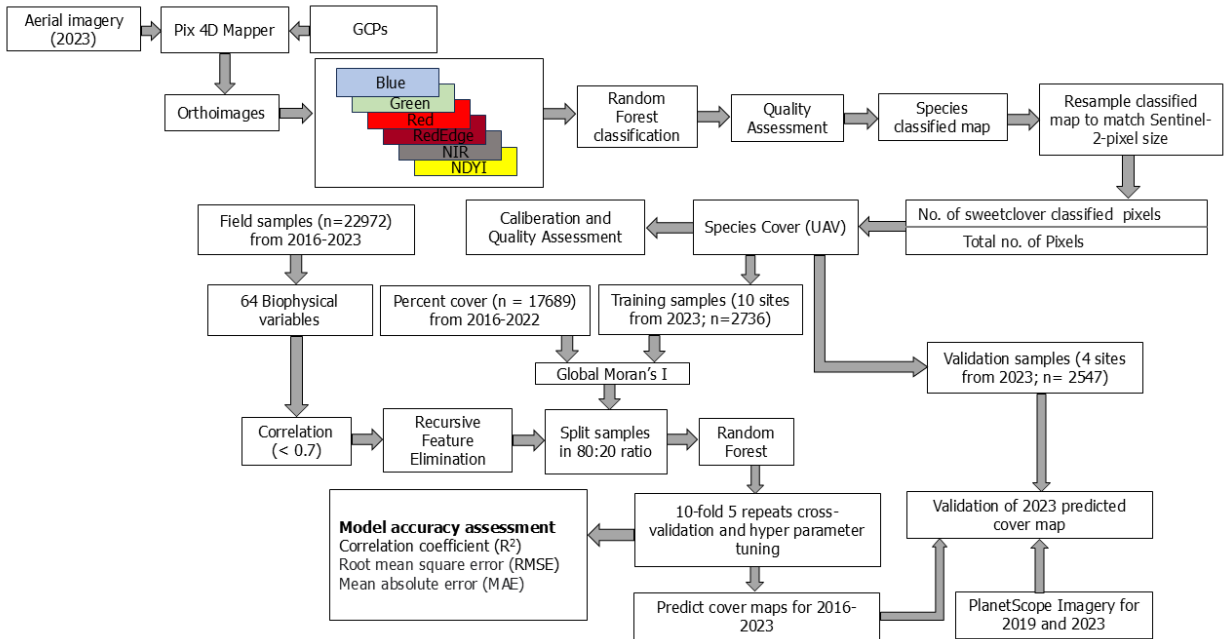 Aerial imagery
(2023)
Pix 4D Mapper
GCPs
Orthoimages
Blue
Green
Red
RedEdge
NIR
NDYI
Random
Forest
classification
Quality
Assessment
Species
classified map
Resample classified
map to match Sentinel-
2-pixel size
No. of sweetclover classified pixels
Total no. of Pixels
Species Cover (UAV)
Caliberation and
Quality Assessment
Field samples (n=22972)
from 2016-2023
64 Biophysical
variables
Percent cover (n = 17689)
from 2016-2022
Training samples (10 sites
from 2023; n=2736)
Validation samples (4 sites
from 2023; n= 2547)
Global Moran's I
Correlation
(< 0.7)
Recursive
Feature
Elimination
Split samples
in 80:20 ratio
Random
Forest
Model accuracy assessment
Correlation coefficient (R²)
Root mean square error (RMSE)
Mean absolute error (MAE)
10-fold 5 repeats cross-
validation and hyper parameter
tuning
Validation of 2023 predicted
cover map
Predict cover maps for 2016-
2023
PlanetScope Imagery for
2019 and 2023